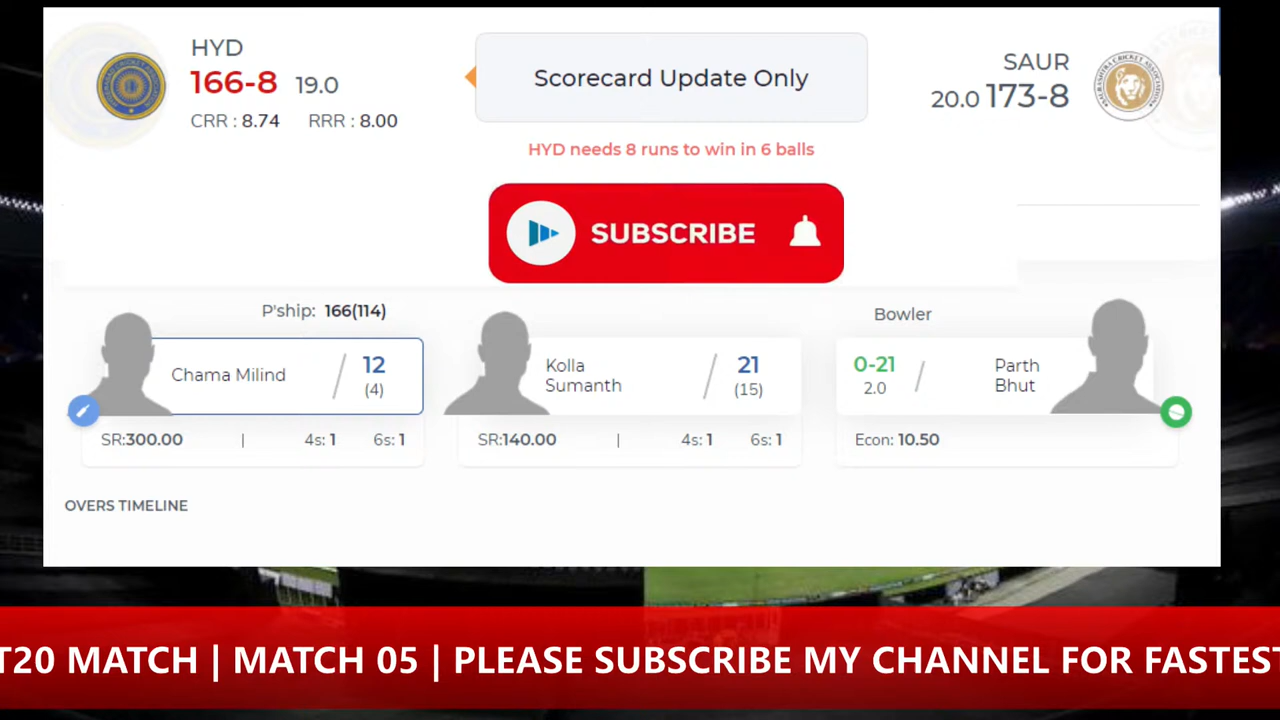 HYD
166-8 19.0
CRR : 8.74 RRR : 8.00
Scorecard Update Only
HYD needs 8 runs to win in 6 balls
SAUR
20.0 173-8
SUBSCRIBE
P'ship: 166(114)
Chama Milind / 12
(4)
SR:300.00 | 4s: 1 6s: 1
Kolla
Sumanth / 21
(15)
SR:140.00 | 4s: 1 6s: 1
Bowler
0-21
2.0 / Parth
Bhut
Econ: 10.50
OVERS TIMELINE
T20 MATCH | MATCH 05 | PLEASE SUBSCRIBE MY CHANNEL FOR FASTEST